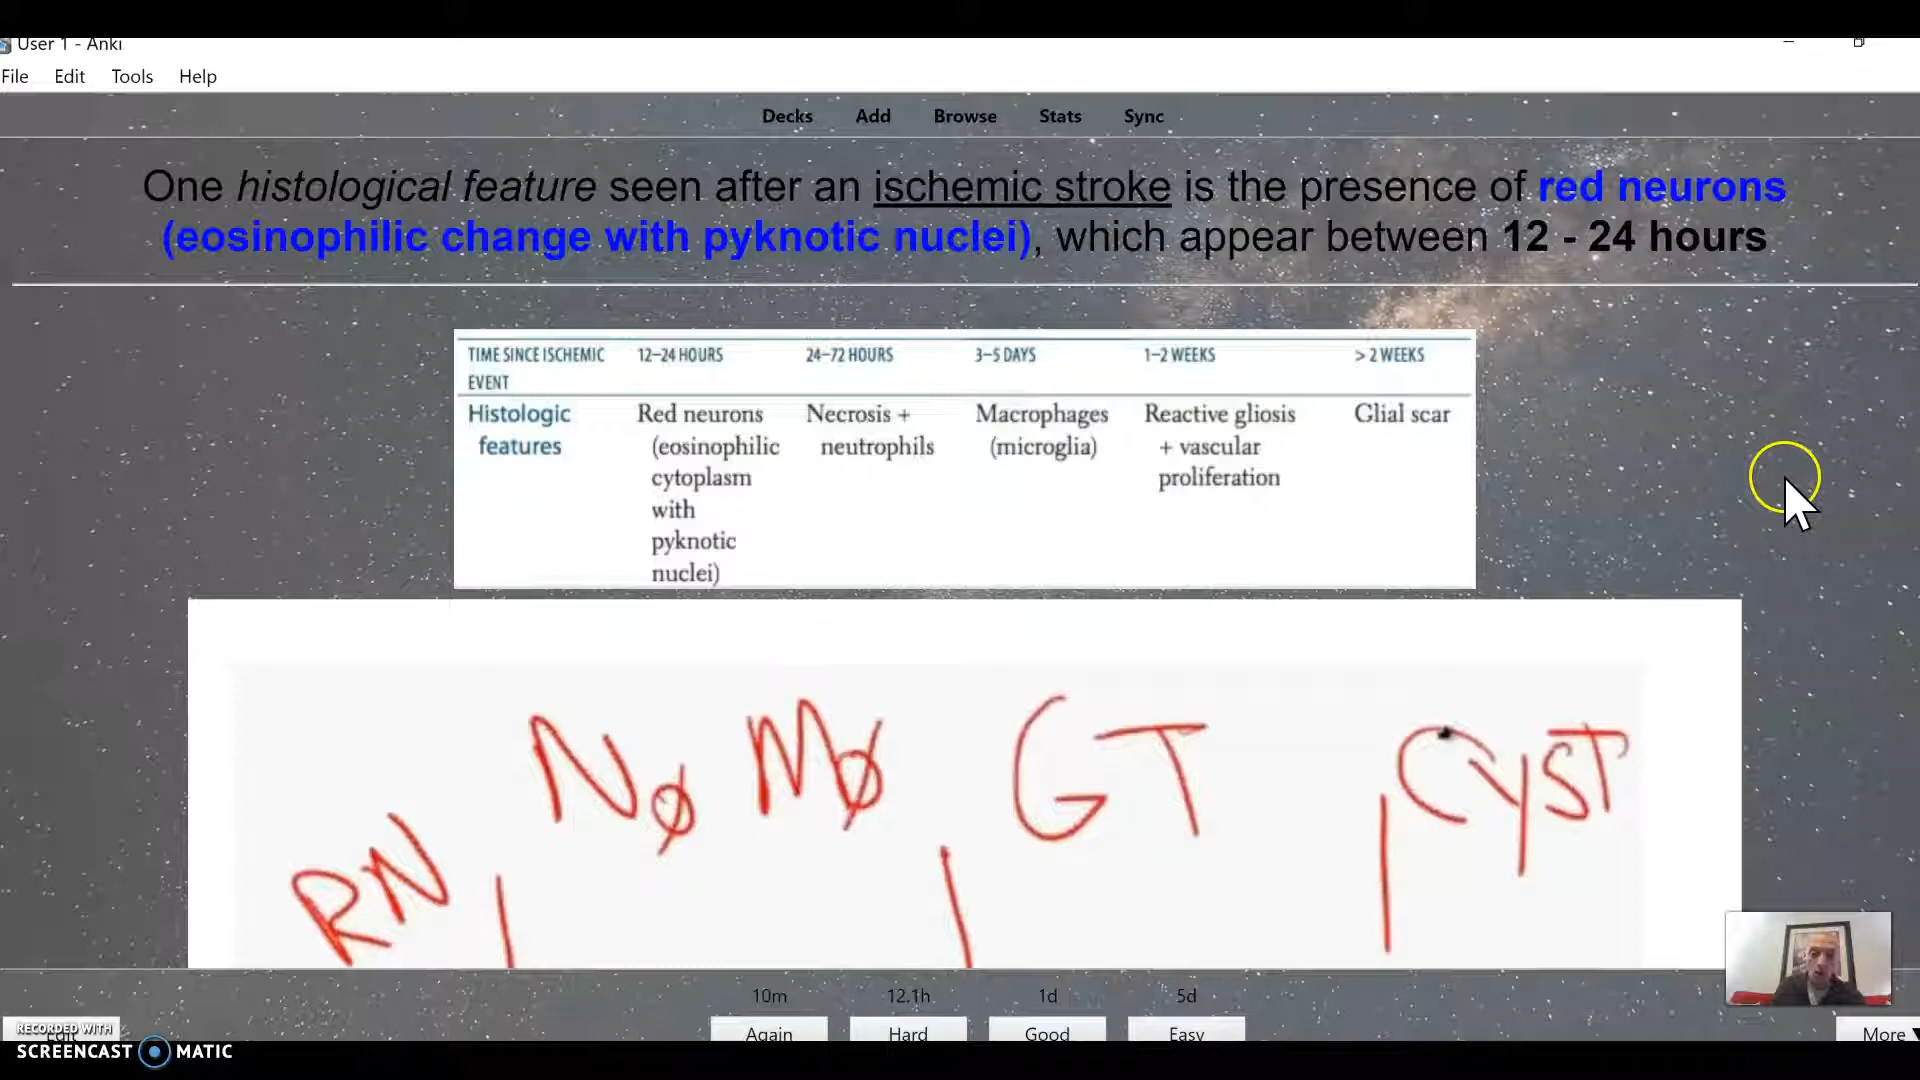 User 1 - Anki
File Edit Tools Help
Decks Add Browse Stats Sync
One histological feature seen after an ischemic stroke is the presence of red neurons
(eosinophilic change with pyknotic nuclei), which appear between 12 - 24 hours
TIME SINCE ISCHEMIC EVENT
12–24 HOURS
24–72 HOURS
3–5 DAYS
1–2 WEEKS
> 2 WEEKS
Histologic
features
Red neurons
(eosinophilic
cytoplasm
with
pyknotic
nuclei)
Necrosis +
neutrophils
Macrophages
(microglia)
Reactive gliosis
+ vascular
proliferation
Glial scar
RN
NØ
MØ
GT
CYST
10m 12.1h 1d 5d
Edit Again Hard Good Easy More
RECORDED WITH
SCREENCAST MATIC